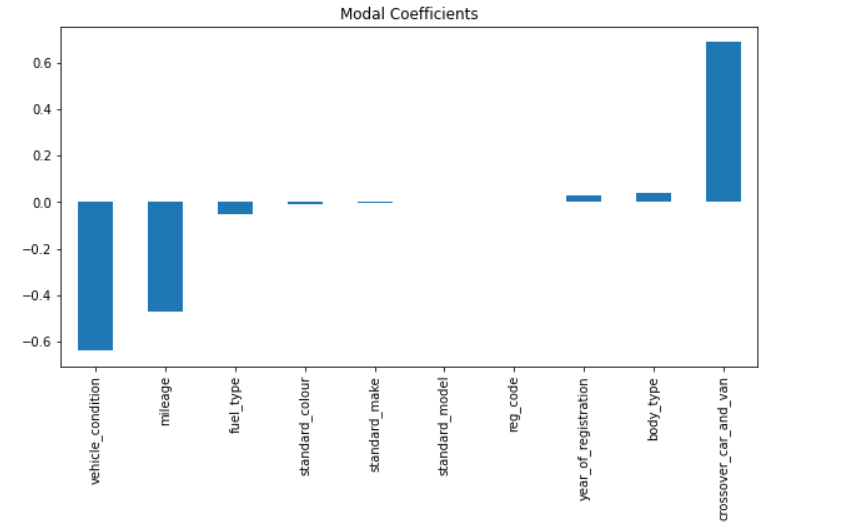 Modal Coefficients
0.6
0.4
0.2
0.0
−0.2
−0.4
−0.6
vehicle_condition
mileage
fuel_type
standard_colour
standard_make
standard_model
reg_code
year_of_registration
body_type
crossover_car_and_van